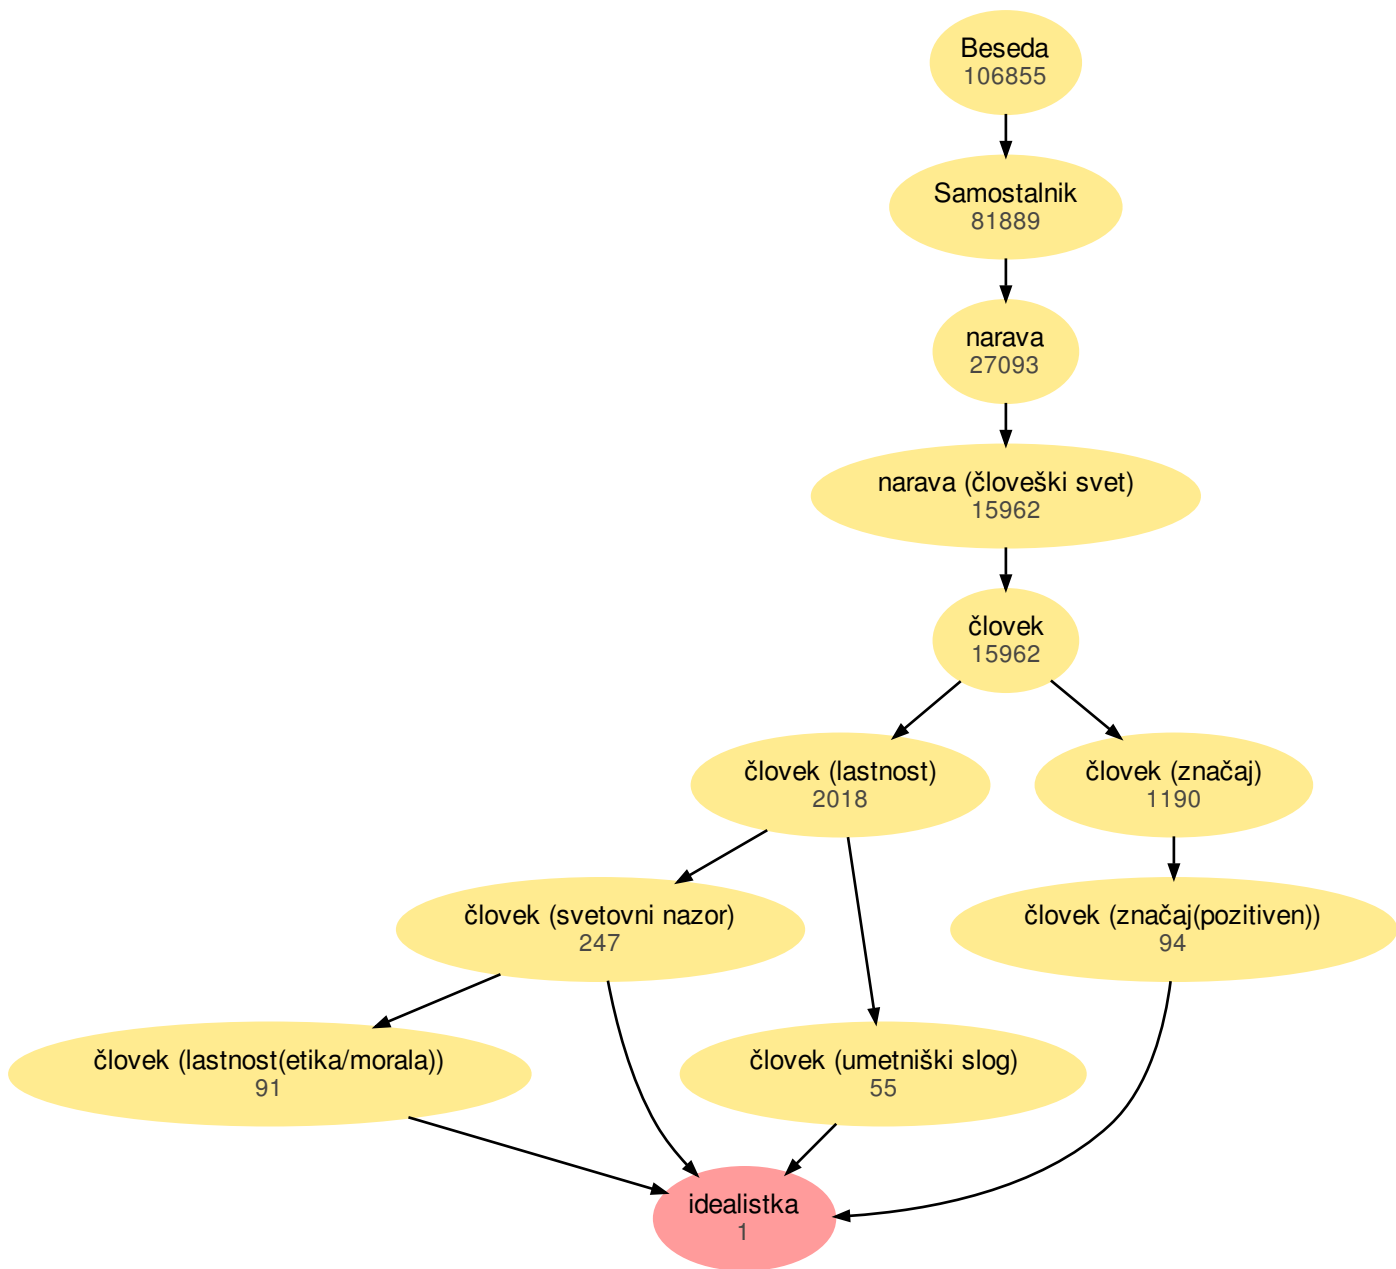 Beseda
106855
Samostalnik
81889
narava
27093
narava (človeški svet)
15962
človek
15962
človek (lastnost)
2018
človek (značaj)
1190
človek (svetovni nazor)
247
človek (značaj(pozitiven))
94
človek (lastnost(etika/morala))
91
človek (umetniški slog)
55
idealistka
1